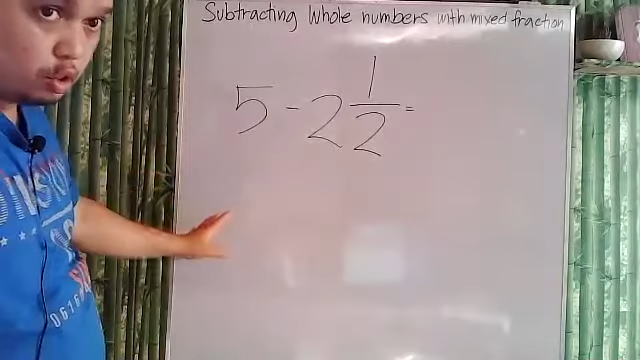 Subtracting Whole numbers with mixed fraction
5 - 2 1/2 =